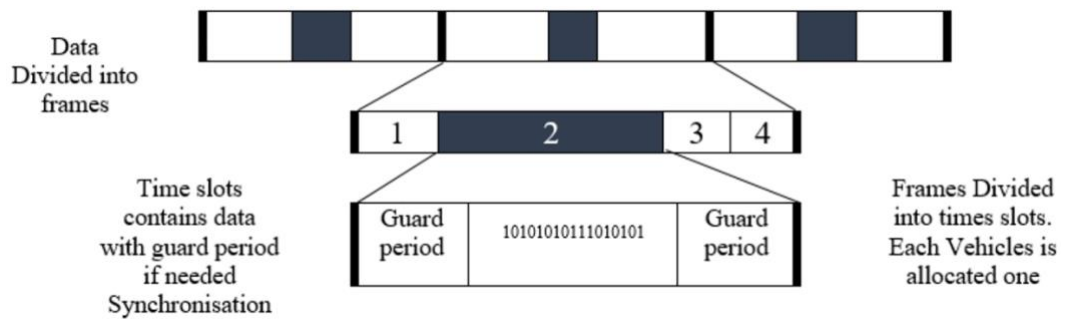 Data
Divided into
frames
1 2 3 4
Time slots
contains data
with guard period
if needed
Synchronisation
Guard
period
10101010111010101
Guard
period
Frames Divided
into times slots.
Each Vehicles is
allocated one